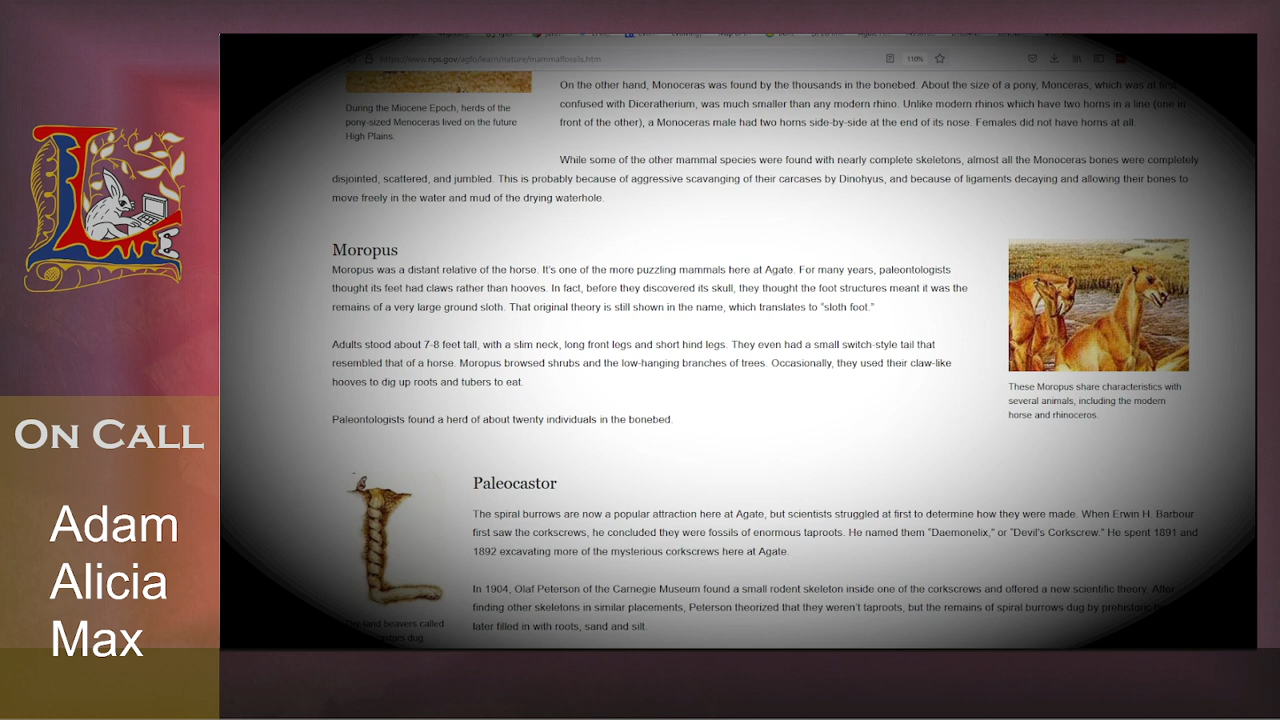 https://www.nps.gov/agfo/learn/nature/mammalfossils.htm
110%
On the other hand, Monoceras was found by the thousands in the bonebed. About the size of a pony, Monceras, which was at first
confused with Diceratherium, was much smaller than any modern rhino. Unlike modern rhinos which have two horns in a line (one in
front of the other), a Monoceras male had two horns side-by-side at the end of its nose. Females did not have horns at all.
During the Miocene Epoch, herds of the
pony-sized Menoceras lived on the future
High Plains.
While some of the other mammal species were found with nearly complete skeletons, almost all the Monoceras bones were completely
disjointed, scattered, and jumbled. This is probably because of aggressive scavanging of their carcases by Dinohyus, and because of ligaments decaying and allowing their bones to
move freely in the water and mud of the drying waterhole.
Moropus
Moropus was a distant relative of the horse. It's one of the more puzzling mammals here at Agate. For many years, paleontologists
thought its feet had claws rather than hooves. In fact, before they discovered its skull, they thought the foot structures meant it was the
remains of a very large ground sloth. That original theory is still shown in the name, which translates to "sloth foot."
Adults stood about 7-8 feet tall, with a slim neck, long front legs and short hind legs. They even had a small switch-style tail that
resembled that of a horse. Moropus browsed shrubs and the low-hanging branches of trees. Occasionally, they used their claw-like
hooves to dig up roots and tubers to eat.
Paleontologists found a herd of about twenty individuals in the bonebed.
These Moropus share characteristics with
several animals, including the modern
horse and rhinoceros.
Paleocastor
The spiral burrows are now a popular attraction here at Agate, but scientists struggled at first to determine how they were made. When Erwin H. Barbour
first saw the corkscrews, he concluded they were fossils of enormous taproots. He named them "Daemonelix," or "Devil's Corkscrew." He spent 1891 and
1892 excavating more of the mysterious corkscrews here at Agate.
In 1904, Olaf Peterson of the Carnegie Museum found a small rodent skeleton inside one of the corkscrews and offered a new scientific theory. After
finding other skeletons in similar placements, Peterson theorized that they weren't taproots, but the remains of spiral burrows dug by prehistoric
later filled in with roots, sand and silt.
land beavers called
dug
On Call
Adam
Alicia
Max